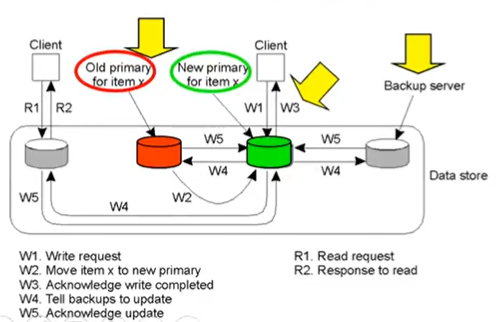 Client
Old primary
for item x
New primary
for item x
Client
Backup server
R1
R2
W1
W3
W5
W5
W4
W4
W5
W4
W2
Data store
W1. Write request
W2. Move item x to new primary
W3. Acknowledge write completed
W4. Tell backups to update
W5. Acknowledge update
R1. Read request
R2. Response to read